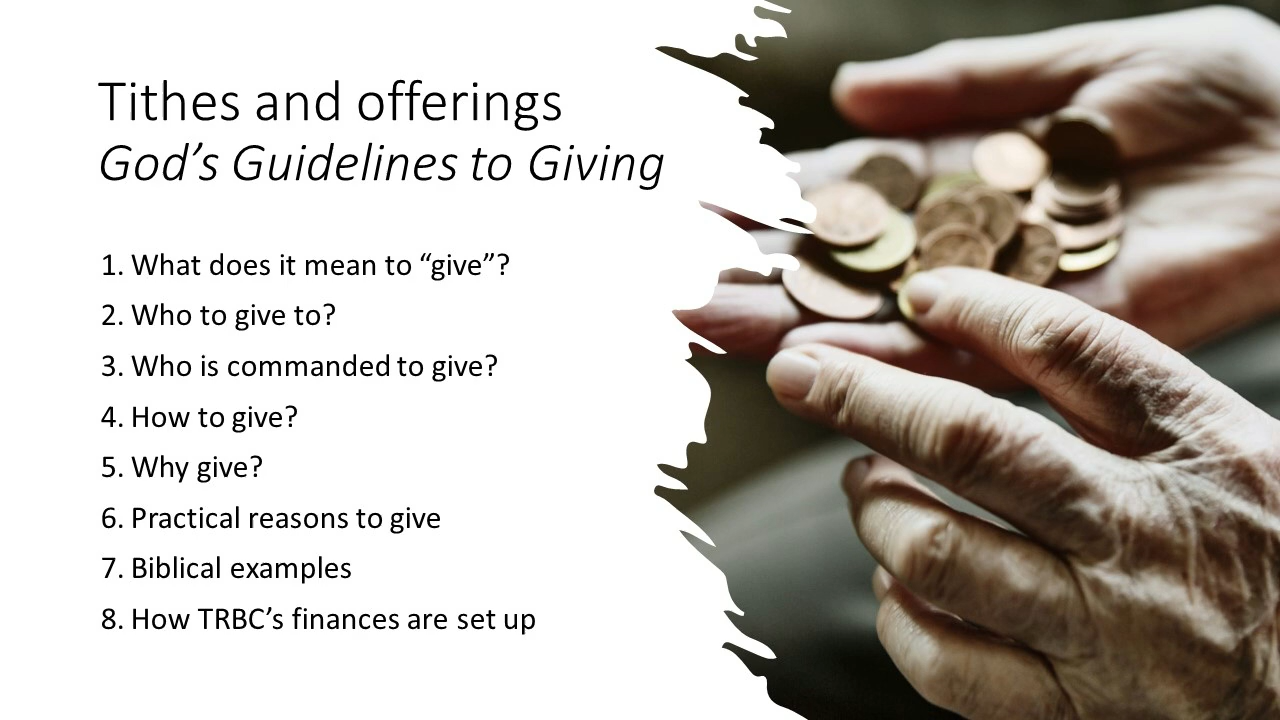 Tithes and offerings
God’s Guidelines to Giving
1. What does it mean to “give”?
2. Who to give to?
3. Who is commanded to give?
4. How to give?
5. Why give?
6. Practical reasons to give
7. Biblical examples
8. How TRBC’s finances are set up